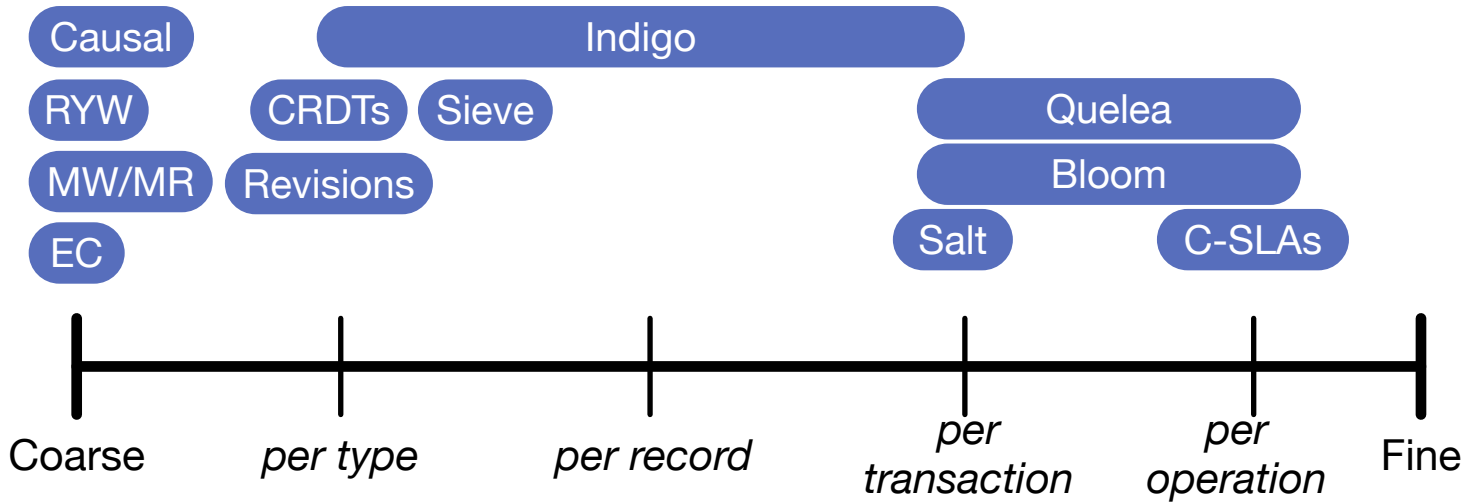 Causal
Indigo
RYW
CRDTs
Sieve
Quelea
MW/MR
Revisions
Bloom
EC
Salt
C-SLAs
Coarse
per type
per record
per
transaction
per
operation
Fine